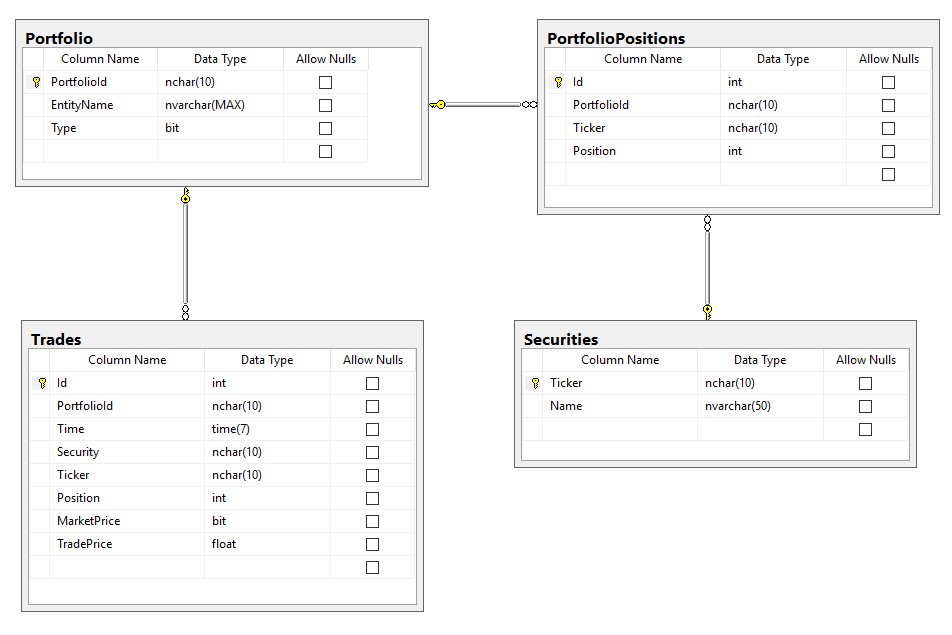 Portfolio
Column Name Data Type Allow Nulls
PortfolioId nchar(10)
EntityName nvarchar(MAX)
Type bit
PortfolioPositions
Column Name Data Type Allow Nulls
Id int
PortfolioId nchar(10)
Ticker nchar(10)
Position int
Trades
Column Name Data Type Allow Nulls
Id int
PortfolioId nchar(10)
Time time(7)
Security nchar(10)
Ticker nchar(10)
Position int
MarketPrice bit
TradePrice float
Securities
Column Name Data Type Allow Nulls
Ticker nchar(10)
Name nvarchar(50)